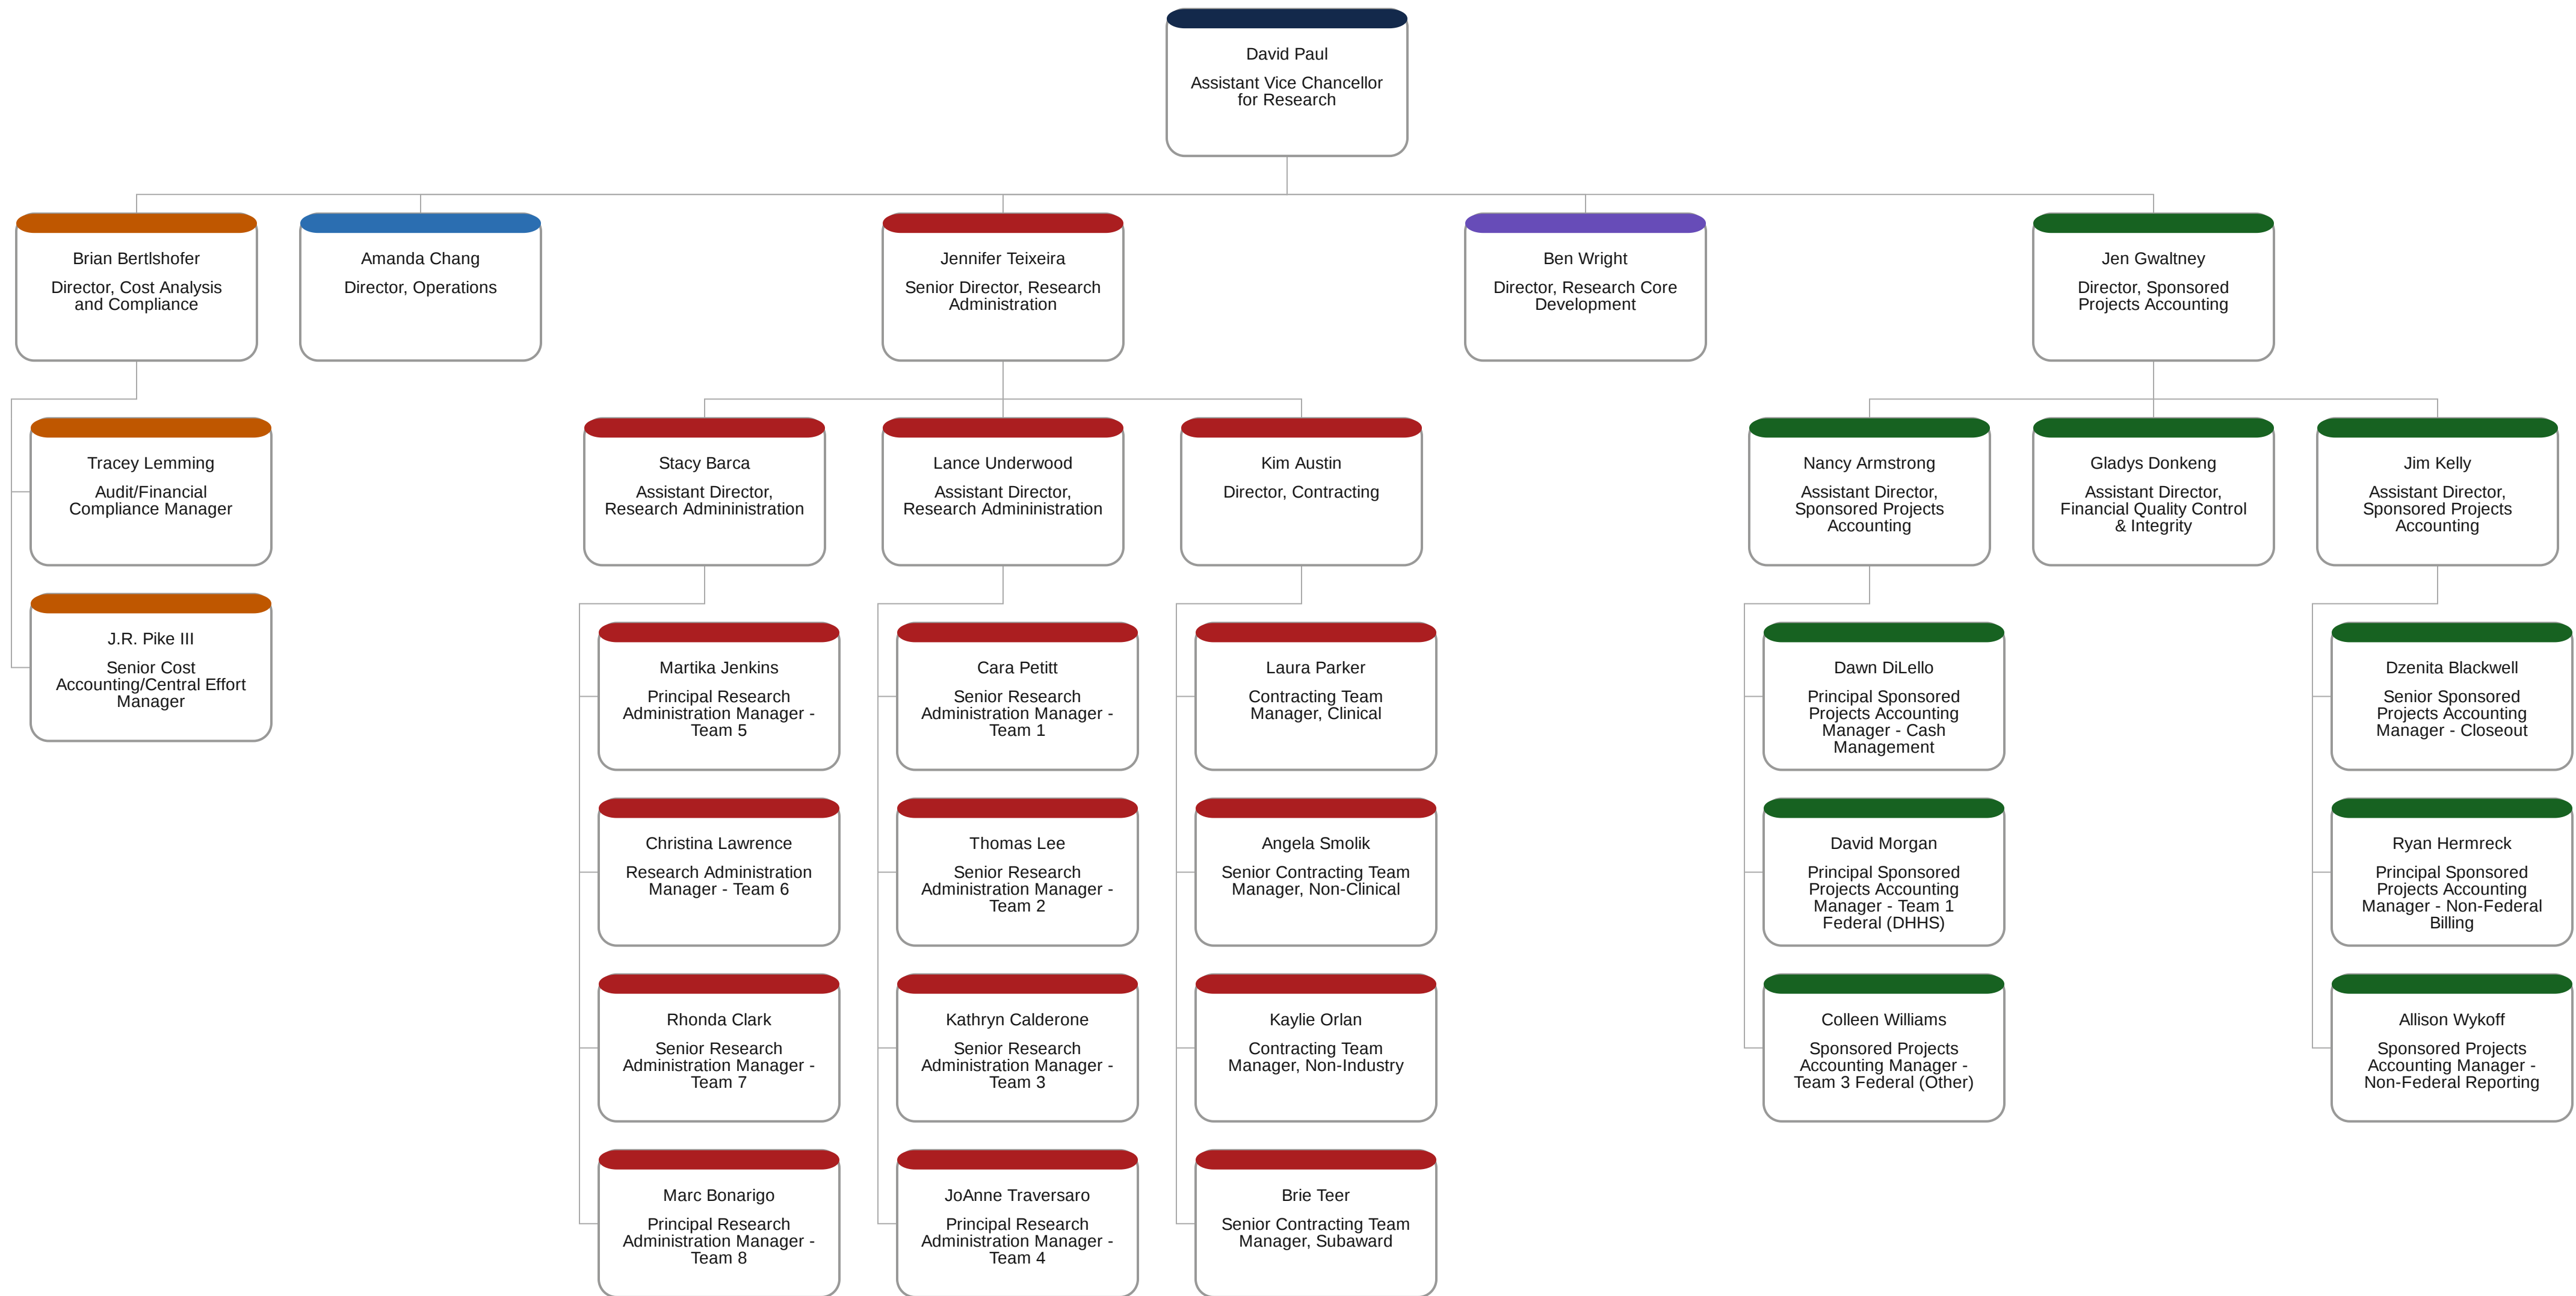 David Paul
Assistant Vice Chancellor
for Research
Brian Bertlshofer
Director, Cost Analysis
and Compliance
Amanda Chang
Director, Operations
Jennifer Teixeira
Senior Director, Research
Administration
Ben Wright
Director, Research Core
Development
Jen Gwaltney
Director, Sponsored
Projects Accounting
Tracey Lemming
Audit/Financial
Compliance Manager
J.R. Pike III
Senior Cost
Accounting/Central Effort
Manager
Stacy Barca
Assistant Director,
Research Admininistration
Martika Jenkins
Principal Research
Administration Manager -
Team 5
Christina Lawrence
Research Administration
Manager - Team 6
Rhonda Clark
Senior Research
Administration Manager -
Team 7
Marc Bonarigo
Principal Research
Administration Manager -
Team 8
Lance Underwood
Assistant Director,
Research Admininistration
Cara Petitt
Senior Research
Administration Manager -
Team 1
Thomas Lee
Senior Research
Administration Manager -
Team 2
Kathryn Calderone
Senior Research
Administration Manager -
Team 3
JoAnne Traversaro
Principal Research
Administration Manager -
Team 4
Kim Austin
Director, Contracting
Laura Parker
Contracting Team
Manager, Clinical
Angela Smolik
Senior Contracting Team
Manager, Non-Clinical
Kaylie Orlan
Contracting Team
Manager, Non-Industry
Brie Teer
Senior Contracting Team
Manager, Subaward
Nancy Armstrong
Assistant Director,
Sponsored Projects
Accounting
Dawn DiLello
Principal Sponsored
Projects Accounting
Manager - Cash
Management
David Morgan
Principal Sponsored
Projects Accounting
Manager - Team 1
Federal (DHHS)
Colleen Williams
Sponsored Projects
Accounting Manager -
Team 3 Federal (Other)
Gladys Donkeng
Assistant Director,
Financial Quality Control
& Integrity
Jim Kelly
Assistant Director,
Sponsored Projects
Accounting
Dzenita Blackwell
Senior Sponsored
Projects Accounting
Manager - Closeout
Ryan Hermreck
Principal Sponsored
Projects Accounting
Manager - Non-Federal
Billing
Allison Wykoff
Sponsored Projects
Accounting Manager -
Non-Federal Reporting